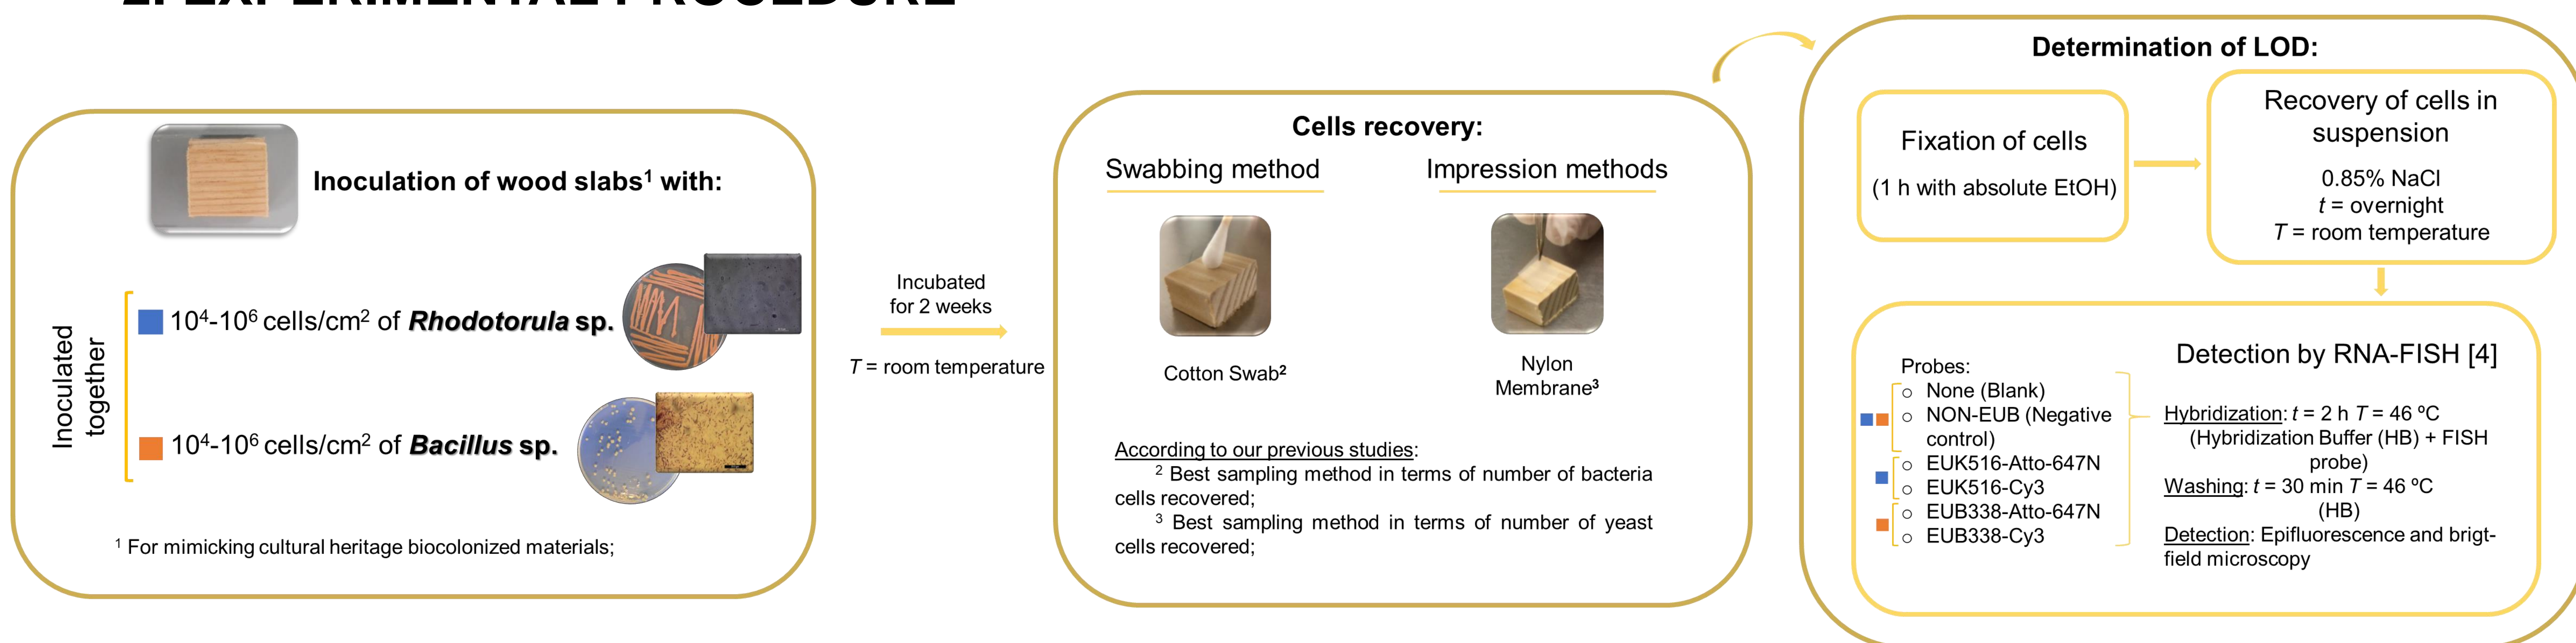 2. EXPERIMENTAL PROCEDURE
Inoculation of wood slabs¹ with:
Inoculated
together
10⁴-10⁶ cells/cm² of Rhodotorula sp.
10⁴-10⁶ cells/cm² of Bacillus sp.
¹ For mimicking cultural heritage biocolonized materials;
Incubated
for 2 weeks
T = room temperature
Cells recovery:
Swabbing method
Cotton Swab²
Impression methods
Nylon
Membrane³
According to our previous studies:
² Best sampling method in terms of number of bacteria
cells recovered;
³ Best sampling method in terms of number of yeast
cells recovered;
Determination of LOD:
Fixation of cells
(1 h with absolute EtOH)
Recovery of cells in
suspension
0.85% NaCl
t = overnight
T = room temperature
Probes:
○ None (Blank)
○ NON-EUB (Negative
control)
○ EUK516-Atto-647N
○ EUK516-Cy3
○ EUB338-Atto-647N
○ EUB338-Cy3
Detection by RNA-FISH [4]
Hybridization: t = 2 h T = 46 ºC
(Hybridization Buffer (HB) + FISH
probe)
Washing: t = 30 min T = 46 ºC
(HB)
Detection: Epifluorescence and brigt-
field microscopy